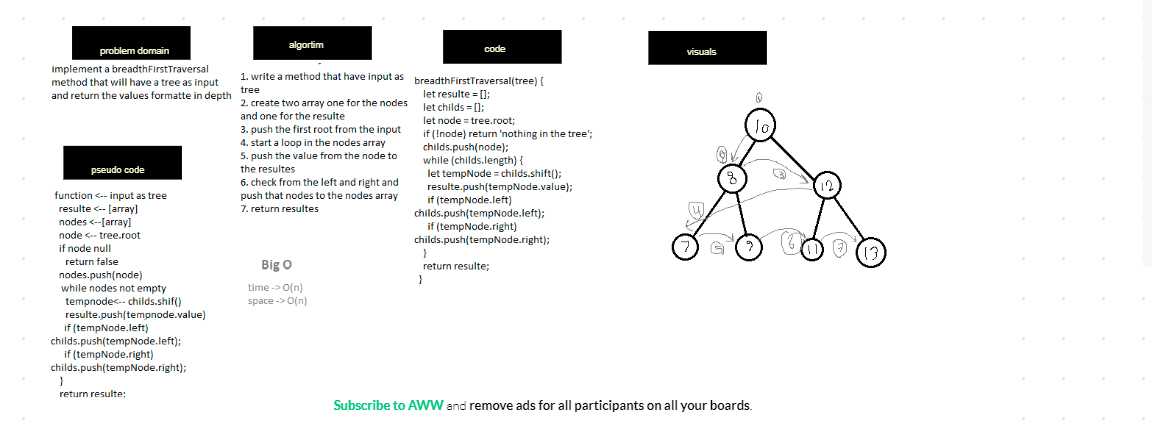 problem domain
implement a breadthFirstTraversal
method that will have a tree as input
and return the values formatte in depth
pseudo code
function <-- input as tree
resulte <-- [array]
nodes <--[array]
node <-- tree.root
if node null
return false
nodes.push(node)
while nodes not empty
tempnode<-- childs.shif()
resulte.push(tempnode.value)
if (tempNode.left)
childs.push(tempNode.left);
if (tempNode.right)
childs.push(tempNode.right);
}
return resulte;
algortim
1. write a method that have input as
tree
2. create two array one for the nodes
and one for the resulte
3. push the first root from the input
4. start a loop in the nodes array
5. push the value from the node to
the resultes
6. check from the left and right and
push that nodes to the nodes array
7. return resultes
Big O
time -> O(n)
space -> O(n)
code
breadthFirstTraversal(tree) {
let resulte = [];
let childs = [];
let node = tree.root;
if (!node) return 'nothing in the tree';
childs.push(node);
while (childs.length) {
let tempNode = childs.shift();
resulte.push(tempNode.value);
if (tempNode.left)
childs.push(tempNode.left);
if (tempNode.right)
childs.push(tempNode.right);
}
return resulte;
}
visuals
10
8
3
12
4
7
5
9
6
11
7
13
Subscribe to AWW and remove ads for all participants on all your boards.